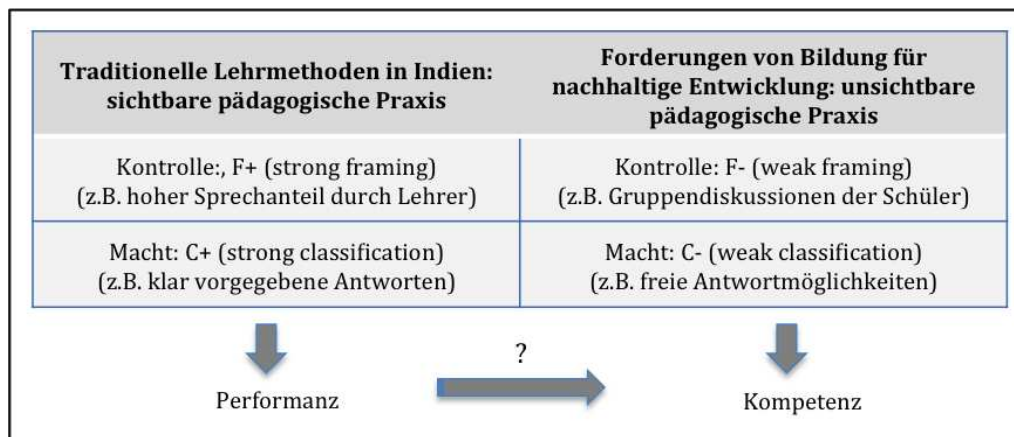 Traditionelle Lehrmethoden in Indien:
sichtbare pädagogische Praxis
Forderungen von Bildung für
nachhaltige Entwicklung: unsichtbare
pädagogische Praxis
Kontrolle:, F+ (strong framing)
(z.B. hoher Sprechanteil durch Lehrer)
Kontrolle: F- (weak framing)
(z.B. Gruppendiskussionen der Schüler)
Macht: C+ (strong classification)
(z.B. klar vorgegebene Antworten)
Macht: C- (weak classification)
(z.B. freie Antwortmöglichkeiten)
?
Performanz
Kompetenz